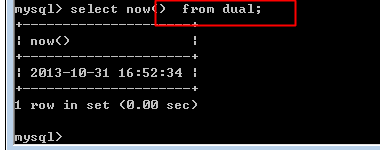 mysql> select now()  from dual;
+---------------------+
| now()               |
+---------------------+
| 2013-10-31 16:52:34 |
+---------------------+
1 row in set (0.00 sec)
mysql>